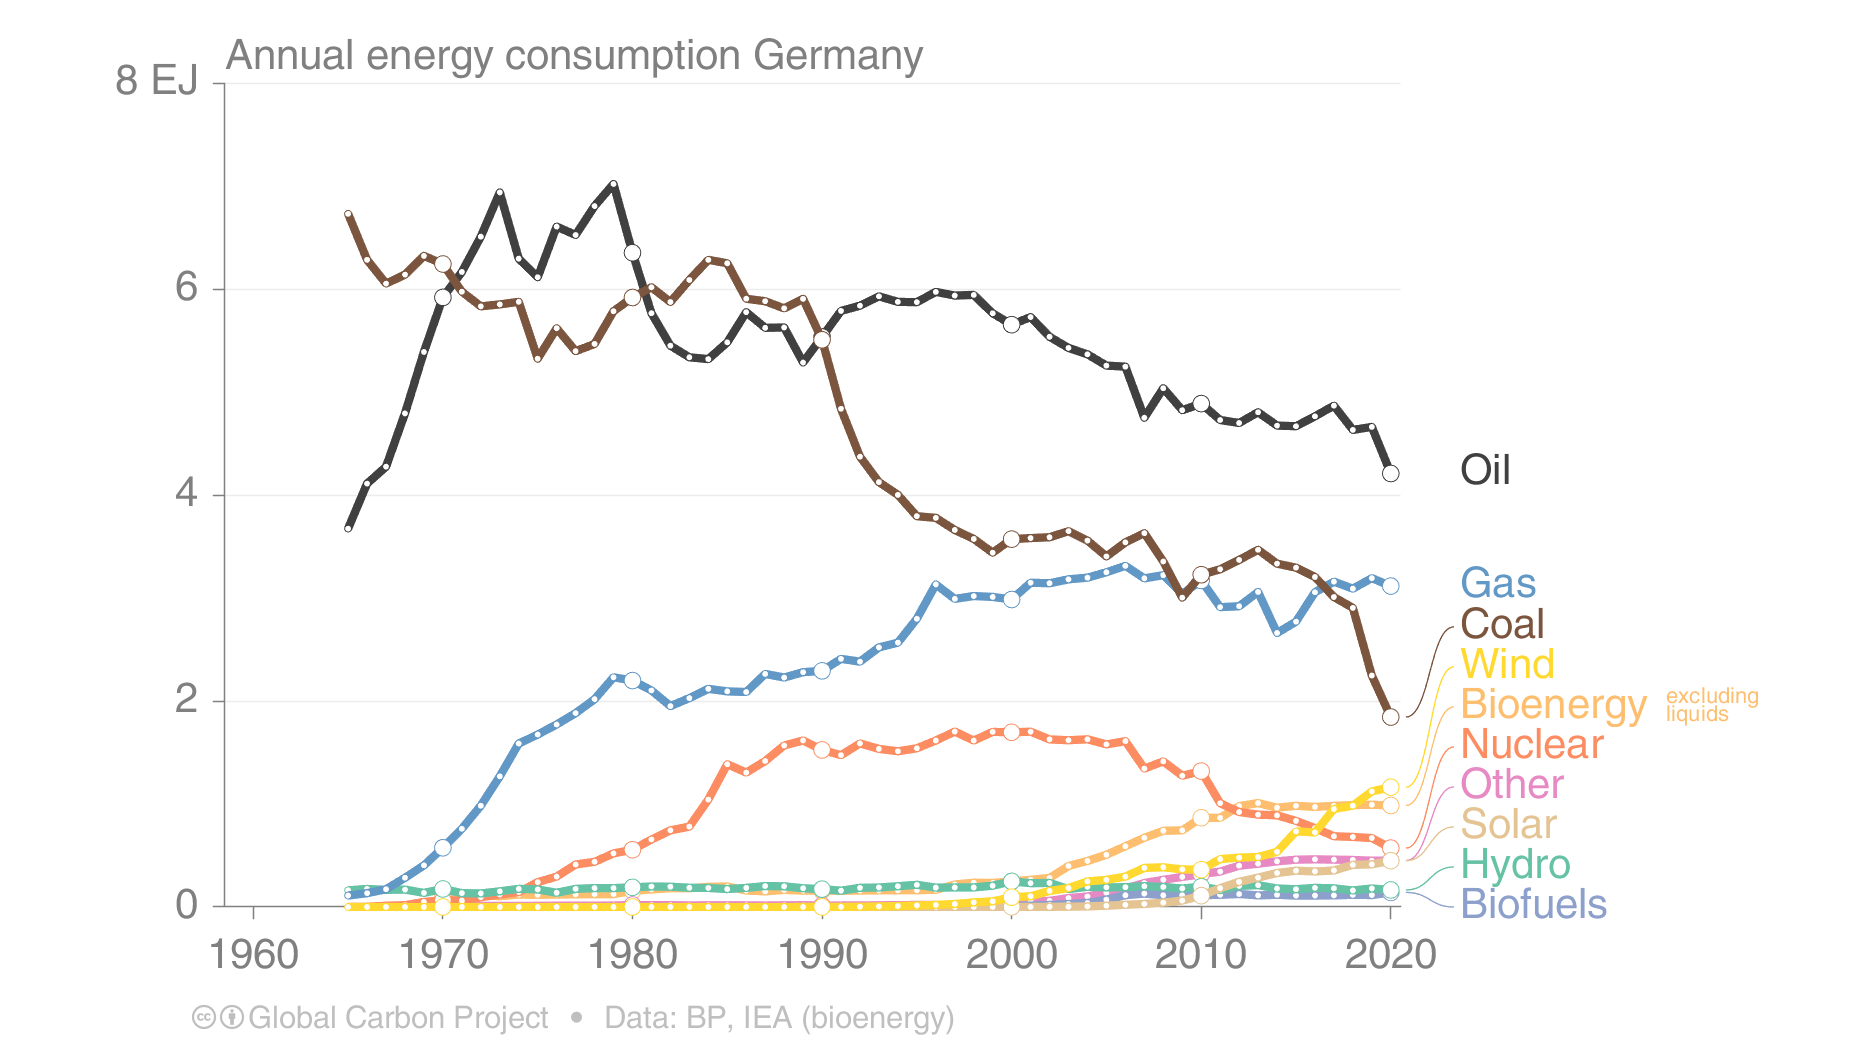 Annual energy consumption Germany
8 EJ
6
4
2
0
1960 1970 1980 1990 2000 2010 2020
Oil
Gas
Coal
Wind
Bioenergy excluding liquids
Nuclear
Other
Solar
Hydro
Biofuels
cc Global Carbon Project • Data: BP, IEA (bioenergy)